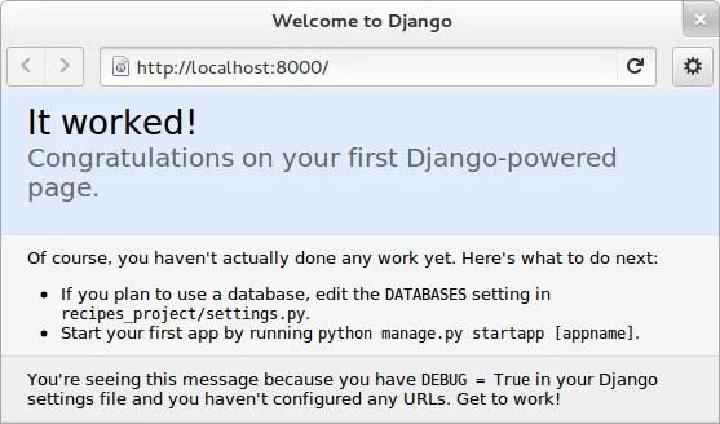 Welcome to Django
http://localhost:8000/
It worked!
Congratulations on your first Django-powered
page.
Of course, you haven't actually done any work yet. Here's what to do next:
• If you plan to use a database, edit the DATABASES setting in
recipes_project/settings.py.
• Start your first app by running python manage.py startapp [appname].
You're seeing this message because you have DEBUG = True in your Django
settings file and you haven't configured any URLs. Get to work!